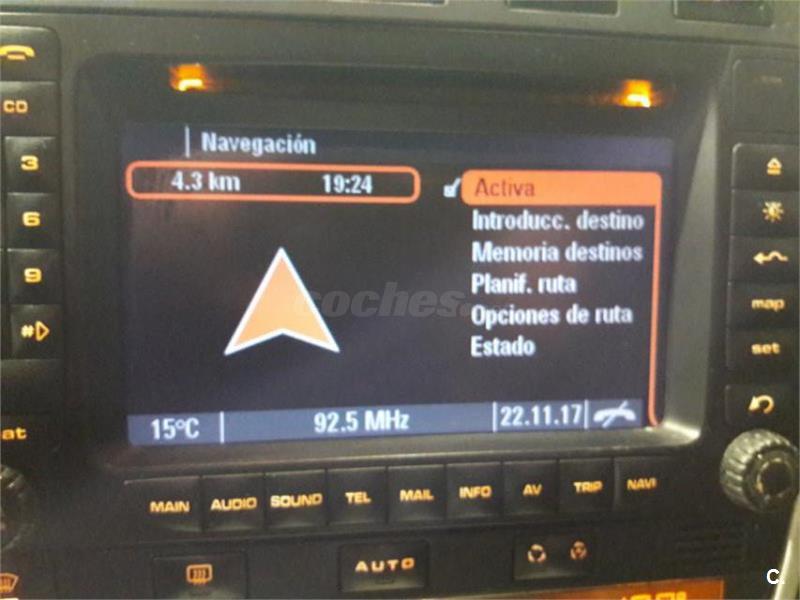 Navegación
4.3 km 19:24
Activa
Introducc. destino
Memoria destinos
Planif. ruta
Opciones de ruta
Estado
15°C 92.5 MHz 22.11.17
coches.
CD
3
6
9
#
at
map
set
MAIN AUDIO SOUND TEL MAIL INFO AV TRIP NAVI
AUTO
C.